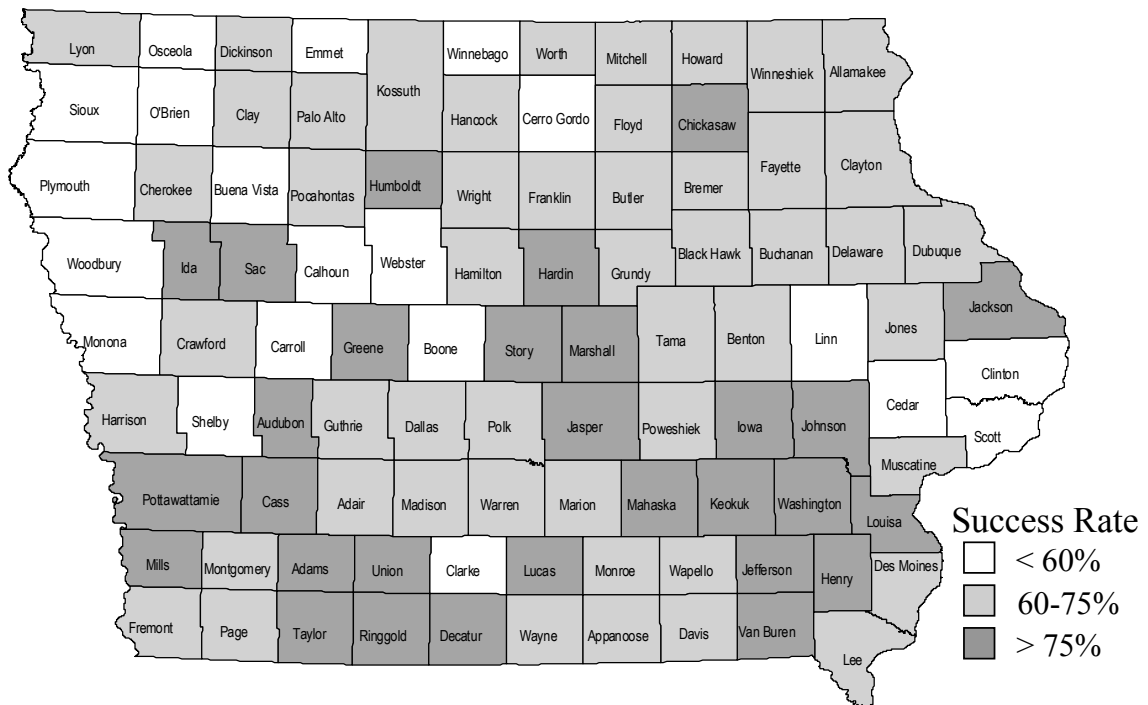 Lyon Osceola Dickinson Emmet Winnebago Worth Mitchell Howard Winneshiek Allamakee
Kossuth
Sioux O'Brien Clay Palo Alto Hancock Cerro Gordo Floyd Chickasaw
Fayette Clayton
Plymouth Cherokee Buena Vista Pocahontas Humboldt Wright Franklin Butler Bremer
Woodbury Ida Sac Calhoun Webster Hamilton Hardin Grundy Black Hawk Buchanan Delaware Dubuque
Jackson
Monona Crawford Carroll Greene Boone Story Marshall Tama Benton Linn Jones
Clinton
Cedar
Harrison Shelby Audubon Guthrie Dallas Polk Jasper Poweshiek Iowa Johnson Scott
Muscatine
Pottawattamie Cass Adair Madison Warren Marion Mahaska Keokuk Washington
Louisa
Mills Montgomery Adams Union Clarke Lucas Monroe Wapello Jefferson Henry Des Moines
Fremont Page Taylor Ringgold Decatur Wayne Appanoose Davis Van Buren
Lee
Success Rate
< 60%
60-75%
> 75%